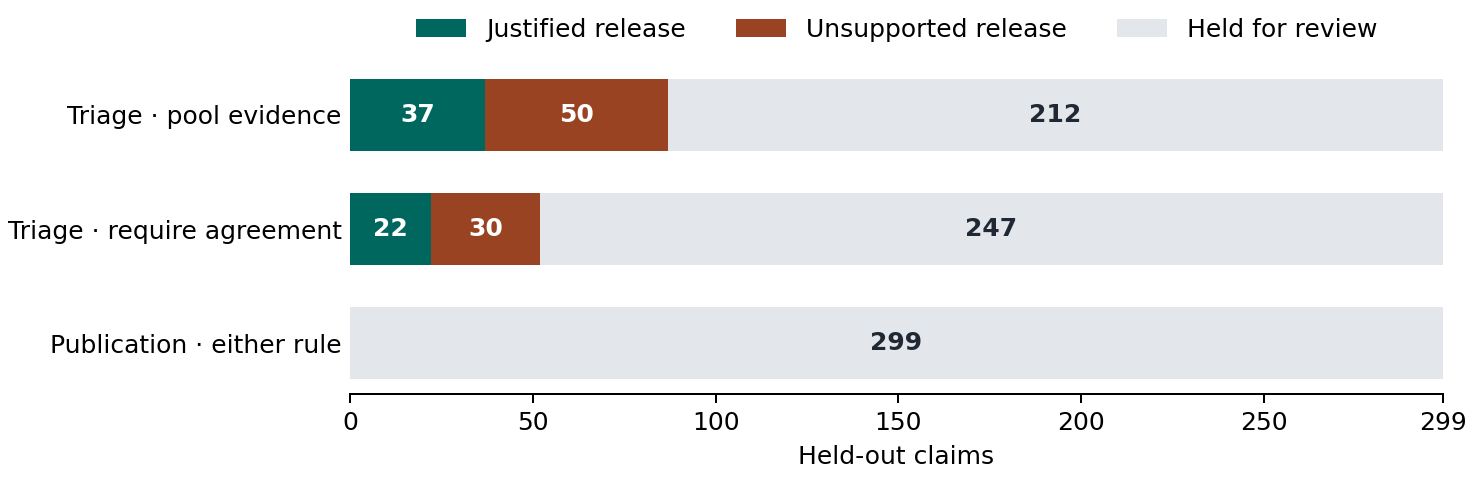 Justified release Unsupported release Held for review
Triage · pool evidence 37 50 212
Triage · require agreement 22 30 247
Publication · either rule 299
0 50 100 150 200 250 299
Held-out claims